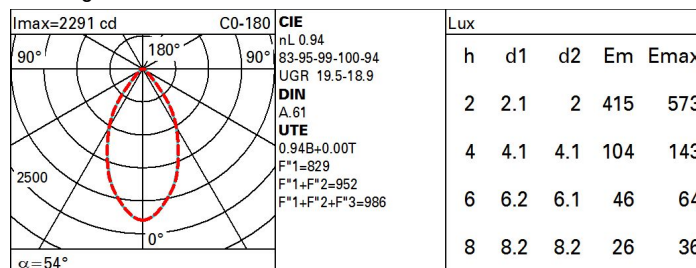 Imax=2291 cd C0-180
90° 180° 90°
2500
0°
α=54°
CIE
nL 0.94
83-95-99-100-94
UGR 19.5-18.9
DIN
A.61
UTE
0.94B+0.00T
F"1=829
F"1+F"2=952
F"1+F"2+F"3=986
Lux
h d1 d2 Em Emax
2 2.1 2 415 573
4 4.1 4.1 104 143
6 6.2 6.1 46 64
8 8.2 8.2 26 36